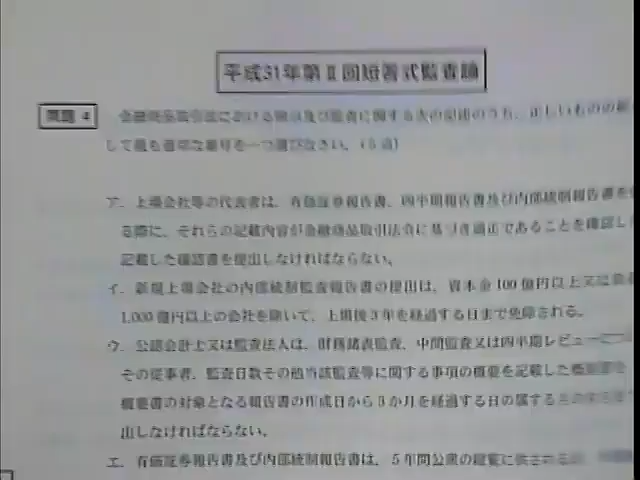 平成31年第Ⅱ回短答式監査論
問題 4 金融商品取引法における開示及び監査に関する次の記述のうち、正しいものの組
して最も適切な番号を一つ選びなさい。(5点)
ア. 上場会社等の代表者は、有価証券報告書、四半期報告書及び内部統制報告書を
る際に、それらの記載内容が金融商品取引法令に基づき適正であることを確認し
記載した確認書を提出しなければならない。
イ. 新規上場会社の内部統制監査報告書の提出は、資本金100億円以上又は
1,000億円以上の会社を除いて、上場後3年を経過する日まで免除される。
ウ. 公認会計士又は監査法人は、財務諸表監査、中間監査又は四半期レビューに
その従事者、監査日数その他当該監査等に関する事項の概要を記載した概要書を
概要書の対象となる報告書の作成日から3か月を経過する日の属する
出しなければならない。
エ. 有価証券報告書及び内部統制報告書は、5年間公衆の縦覧に供される